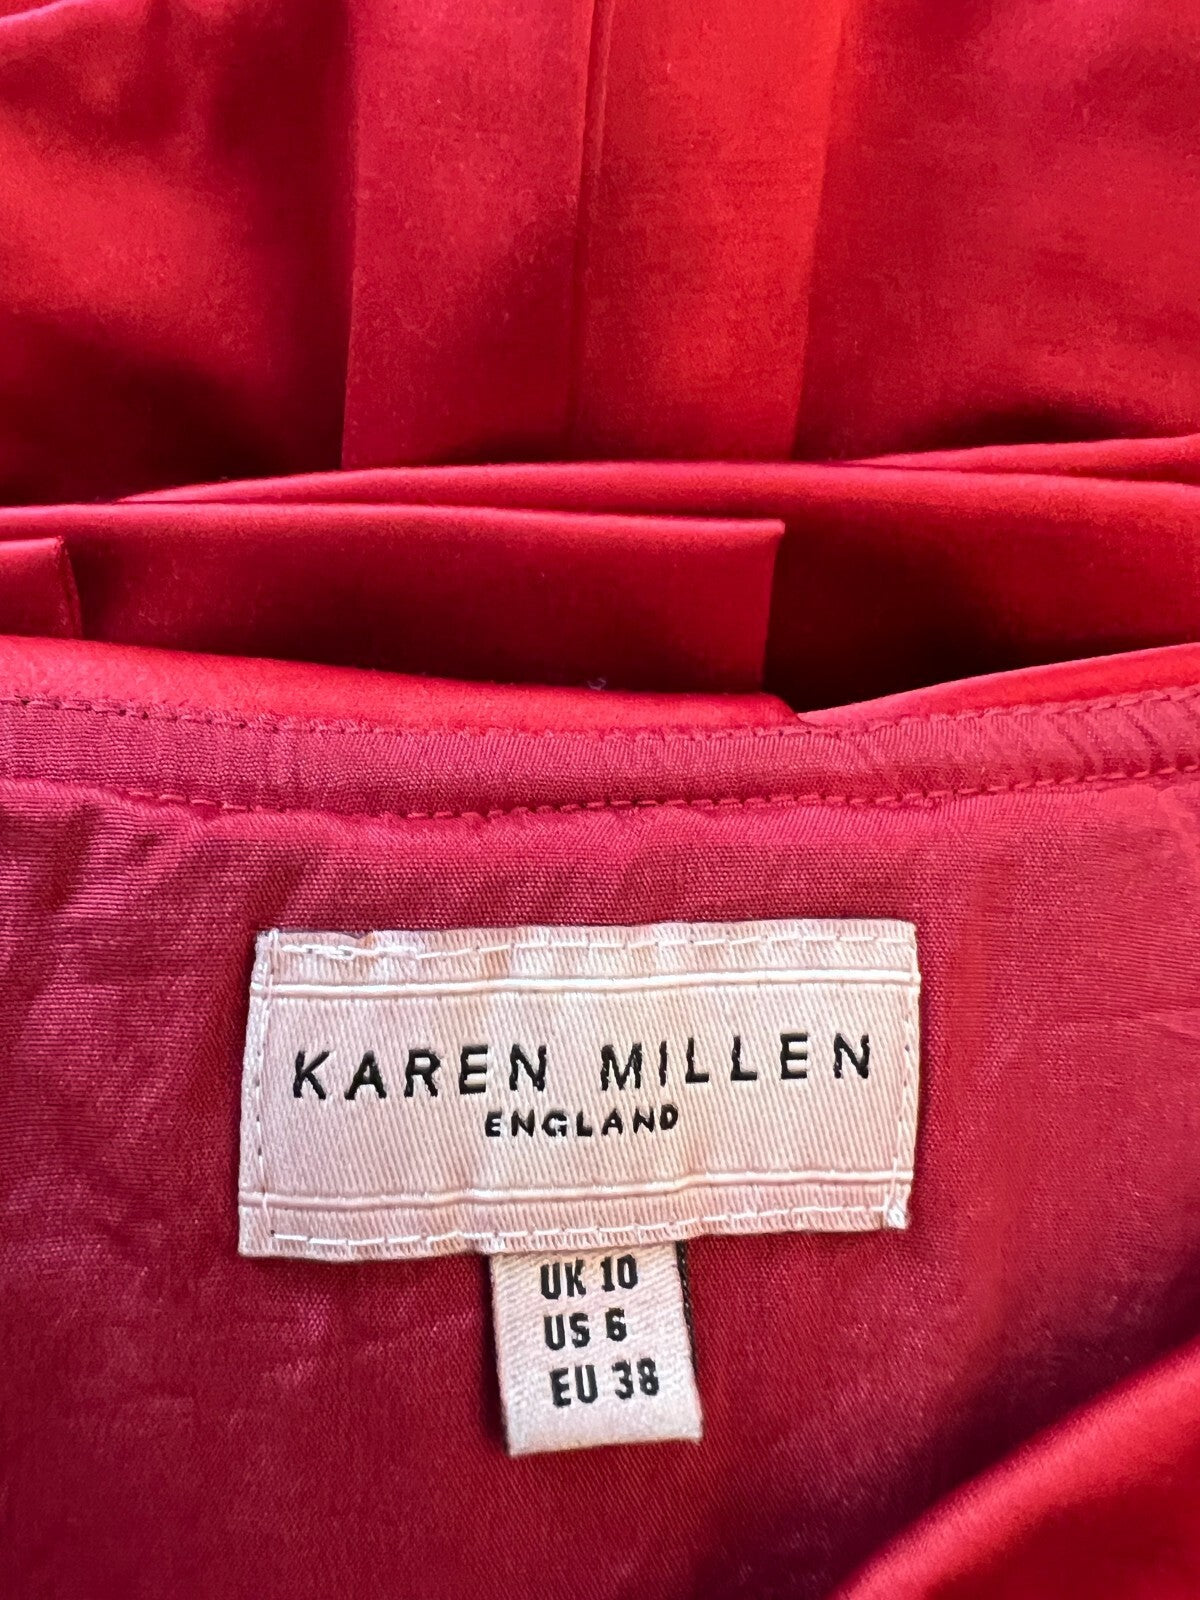 KAREN MILLEN
ENGLAND
UK 10
US 6
EU 38